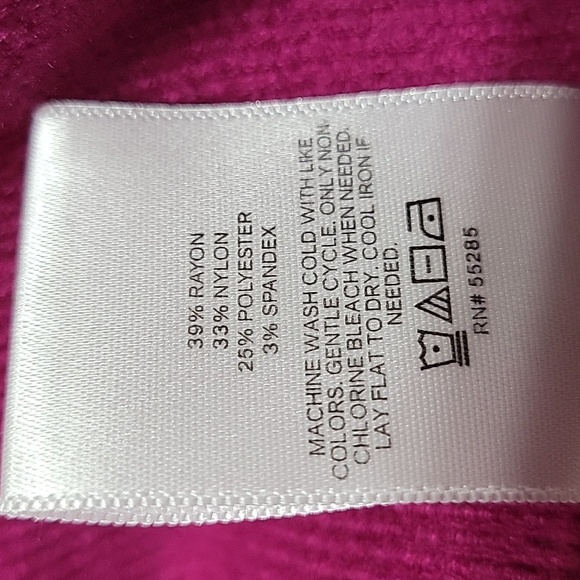 39% RAYON
33% NYLON
25% POLYESTER
3% SPANDEX
MACHINE WASH COLD WITH LIKE
COLORS. GENTLE CYCLE. ONLY NON-
CHLORINE BLEACH WHEN NEEDED.
LAY FLAT TO DRY. COOL IRON IF
NEEDED.
RN# 55285